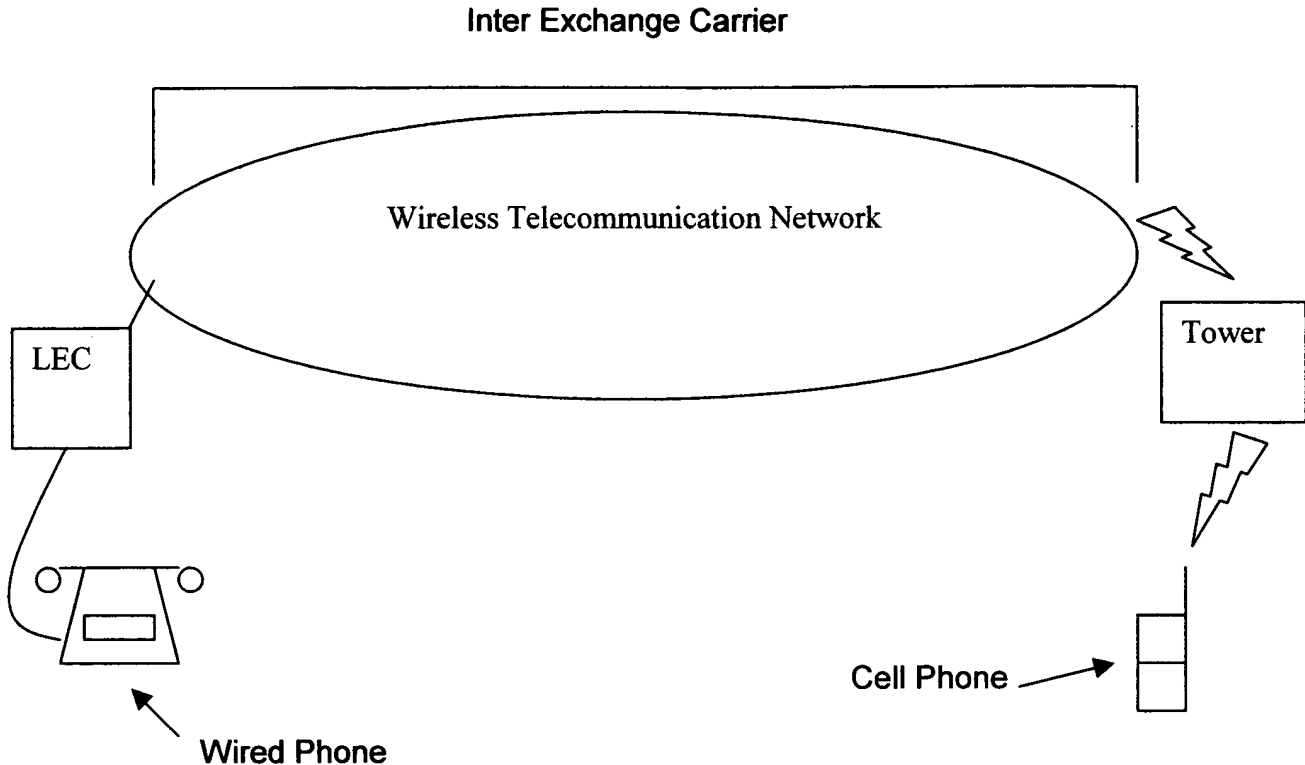 Inter Exchange Carrier
Wireless Telecommunication Network
LEC
Tower
Cell Phone
Wired Phone